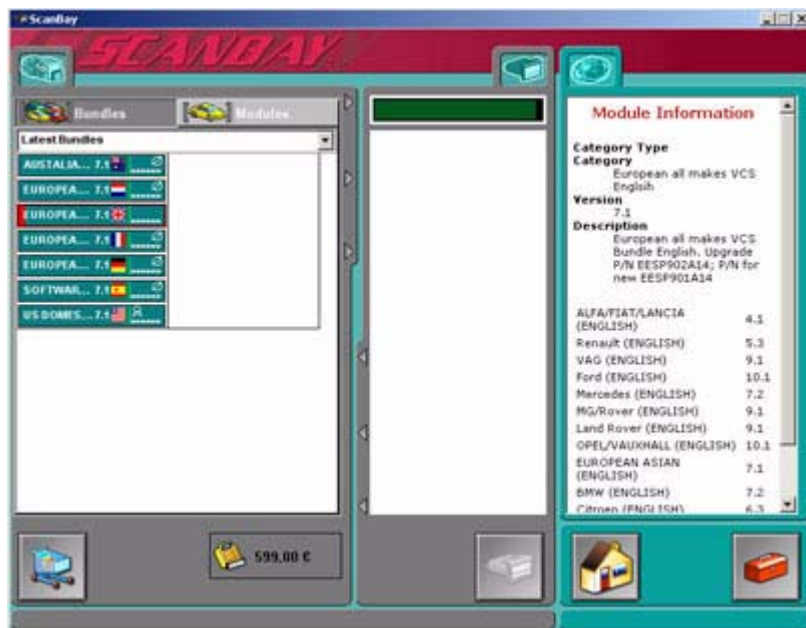 ScanBay
SCANBAY
Bundles
Modules
Latest Bundles
AUSTALIA... 7.1
EUROPEA... 7.1
EUROPEA... 7.1
EUROPEA... 7.1
EUROPEA... 7.1
SOFTWAR... 7.1
US DOMES... 7.1
599,00 €
Module Information
Category Type
Category
European all makes VCS
Englsih
Version
7.1
Description
European all makes VCS
Bundle English. Upgrade
P/N EESP902A14; P/N for
new EESP901A14
ALFA/FIAT/LANCIA
(ENGLISH) 4.1
Renault (ENGLISH) 5.3
VAG (ENGLISH) 9.1
Ford (ENGLISH) 10.1
Mercedes (ENGLISH) 7.2
MG/Rover (ENGLISH) 9.1
Land Rover (ENGLISH) 9.1
OPEL/VAUXHALL (ENGLISH) 10.1
EUROPEAN ASIAN
(ENGLISH) 7.1
BMW (ENGLISH) 7.2
Citroen (ENGLISH) 6.3